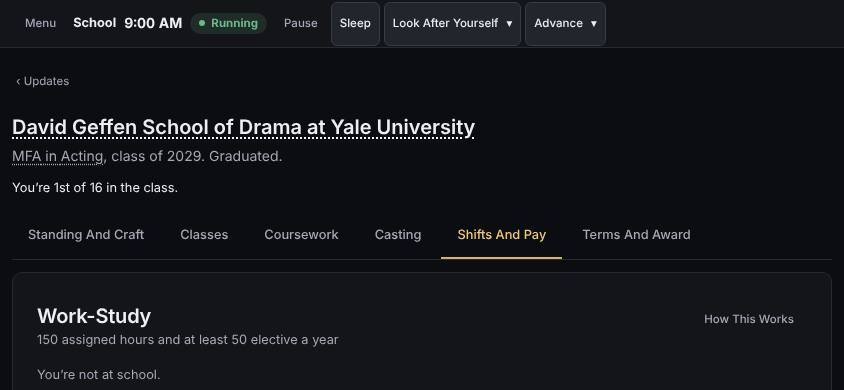 Menu School 9:00 AM Running Pause Sleep Look After Yourself ▾ Advance ▾
‹ Updates
David Geffen School of Drama at Yale University
MFA in Acting, class of 2029. Graduated.
You're 1st of 16 in the class.
Standing And Craft Classes Coursework Casting Shifts And Pay Terms And Award
Work-Study
How This Works
150 assigned hours and at least 50 elective a year
You're not at school.